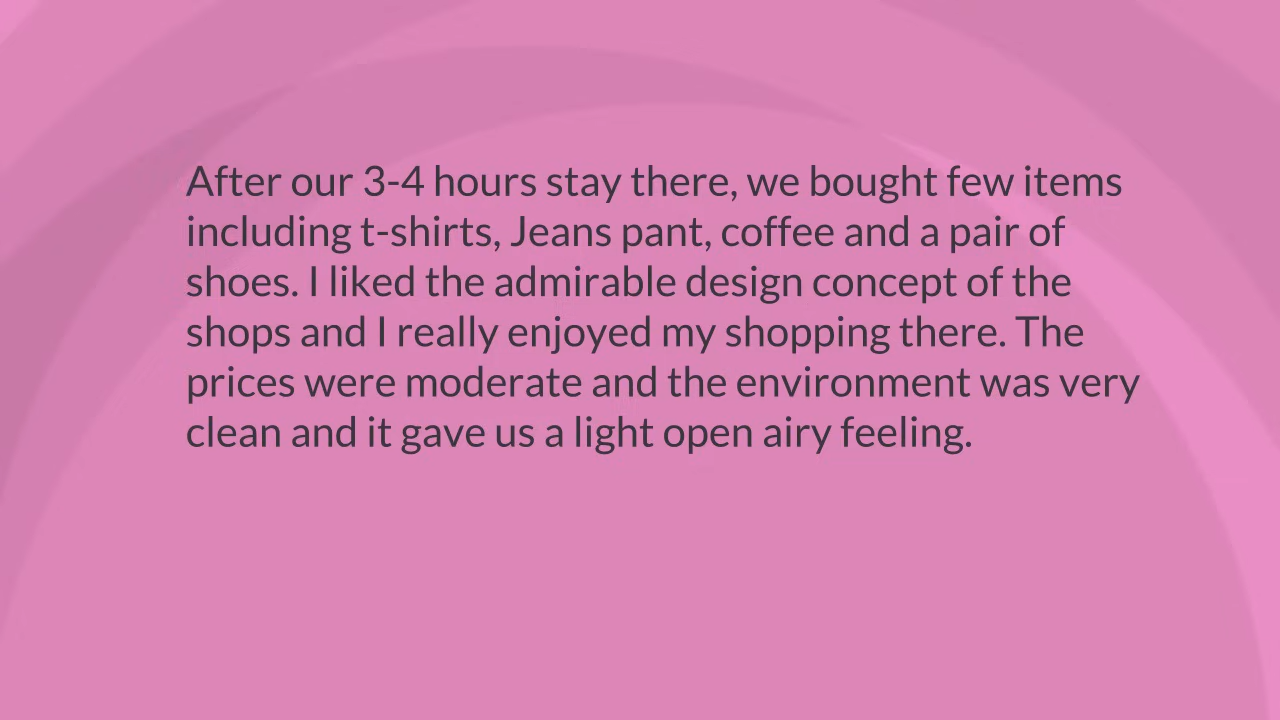 After our 3-4 hours stay there, we bought few items
including t-shirts, Jeans pant, coffee and a pair of
shoes. I liked the admirable design concept of the
shops and I really enjoyed my shopping there. The
prices were moderate and the environment was very
clean and it gave us a light open airy feeling.